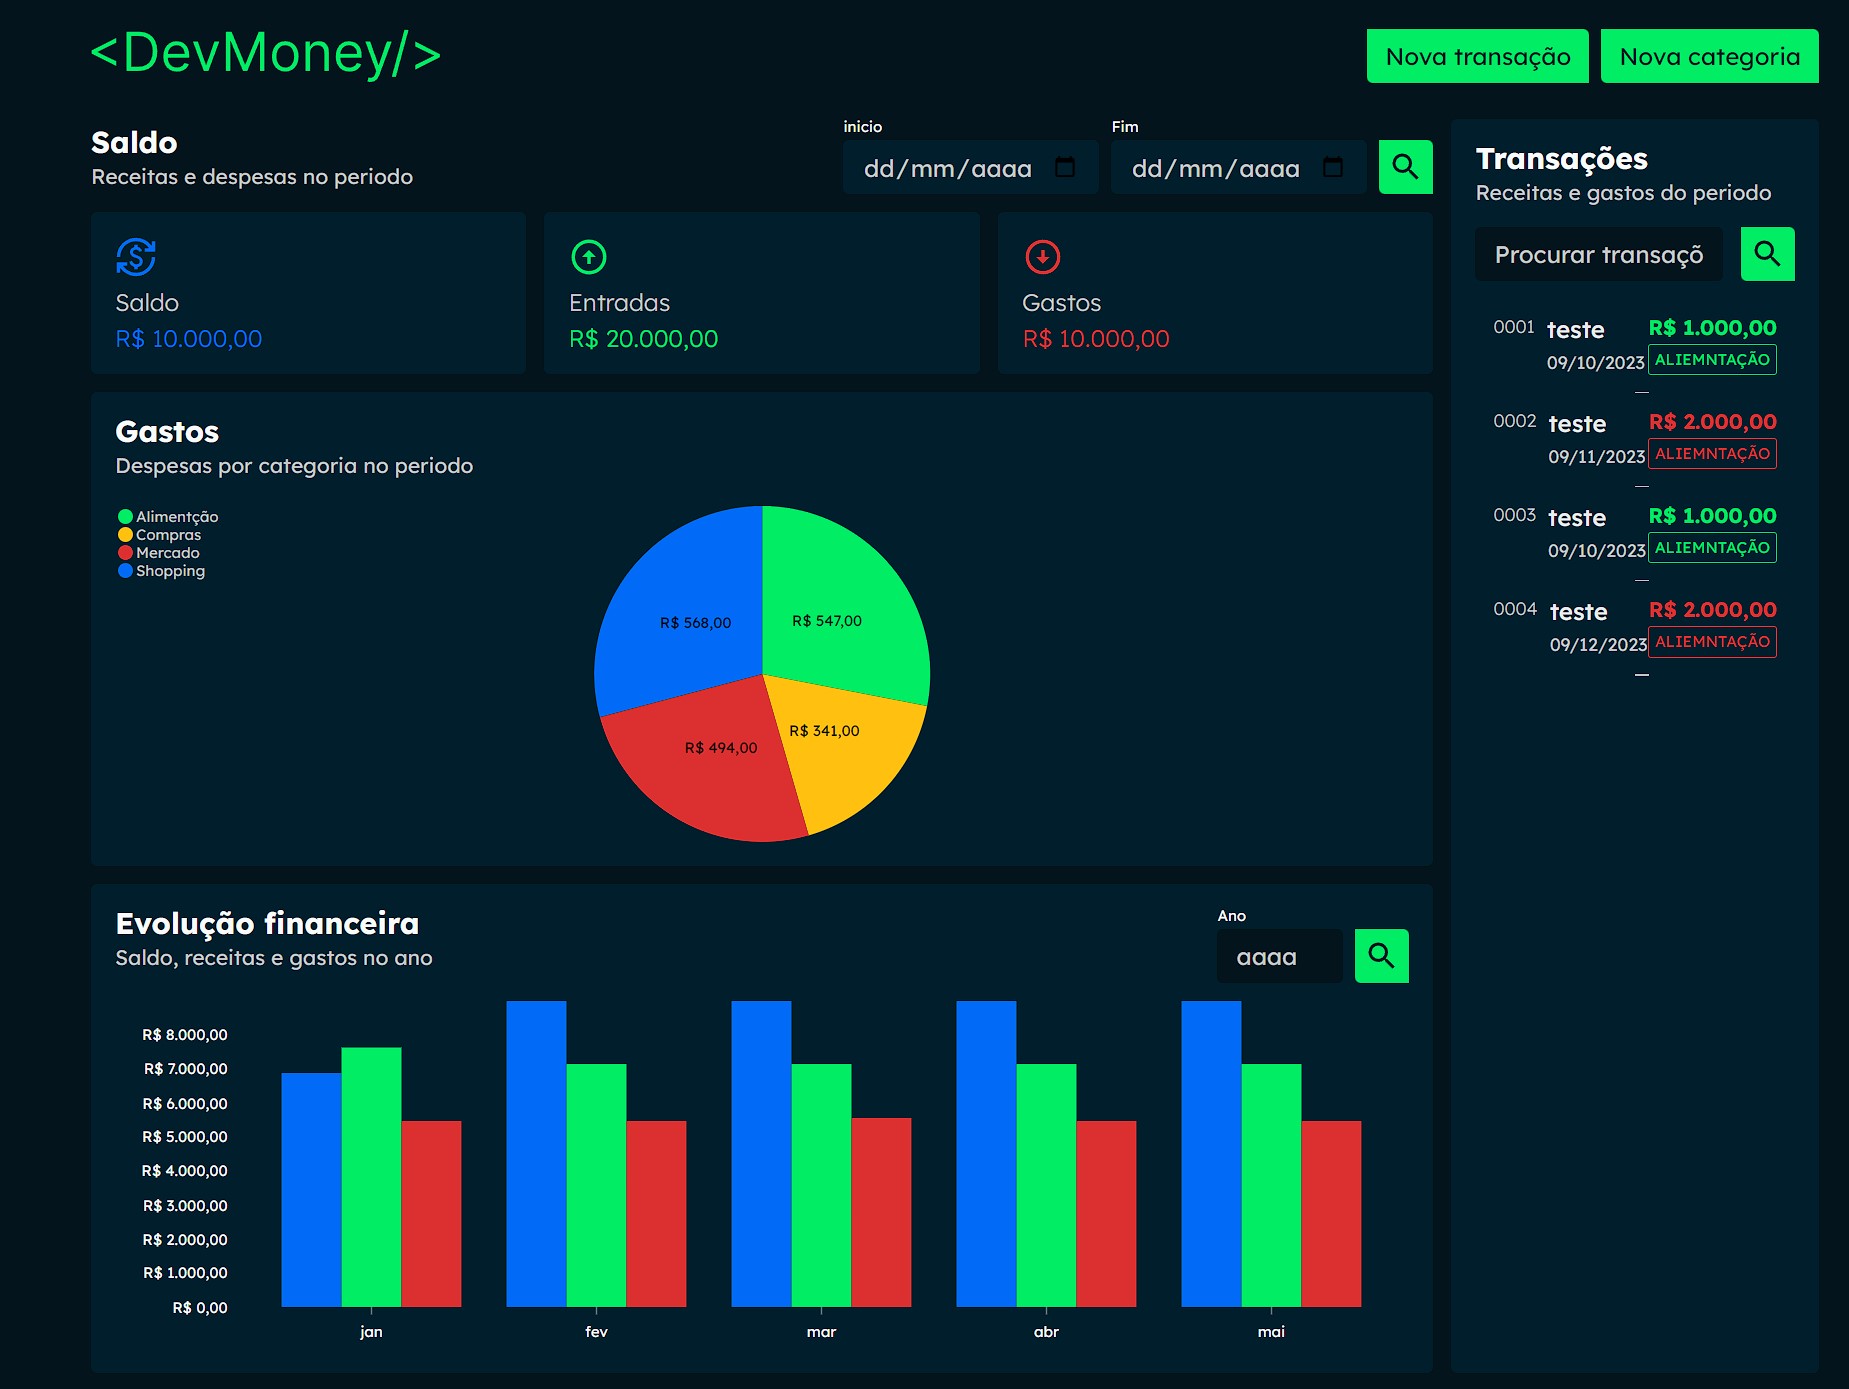 <DevMoney/>
Nova transação
Nova categoria
Saldo
Receitas e despesas no periodo
inicio
dd/mm/aaaa
Fim
dd/mm/aaaa
Saldo
R$ 10.000,00
Entradas
R$ 20.000,00
Gastos
R$ 10.000,00
Gastos
Despesas por categoria no periodo
Alimentção
Compras
Mercado
Shopping
R$ 568,00
R$ 547,00
R$ 341,00
R$ 494,00
Evolução financeira
Saldo, receitas e gastos no ano
Ano
aaaa
R$ 8.000,00
R$ 7.000,00
R$ 6.000,00
R$ 5.000,00
R$ 4.000,00
R$ 3.000,00
R$ 2.000,00
R$ 1.000,00
R$ 0,00
jan
fev
mar
abr
mai
Transações
Receitas e gastos do periodo
Procurar transaçõ
0001 teste R$ 1.000,00
09/10/2023 ALIEMNTAÇÃO
0002 teste R$ 2.000,00
09/11/2023 ALIEMNTAÇÃO
0003 teste R$ 1.000,00
09/10/2023 ALIEMNTAÇÃO
0004 teste R$ 2.000,00
09/12/2023 ALIEMNTAÇÃO